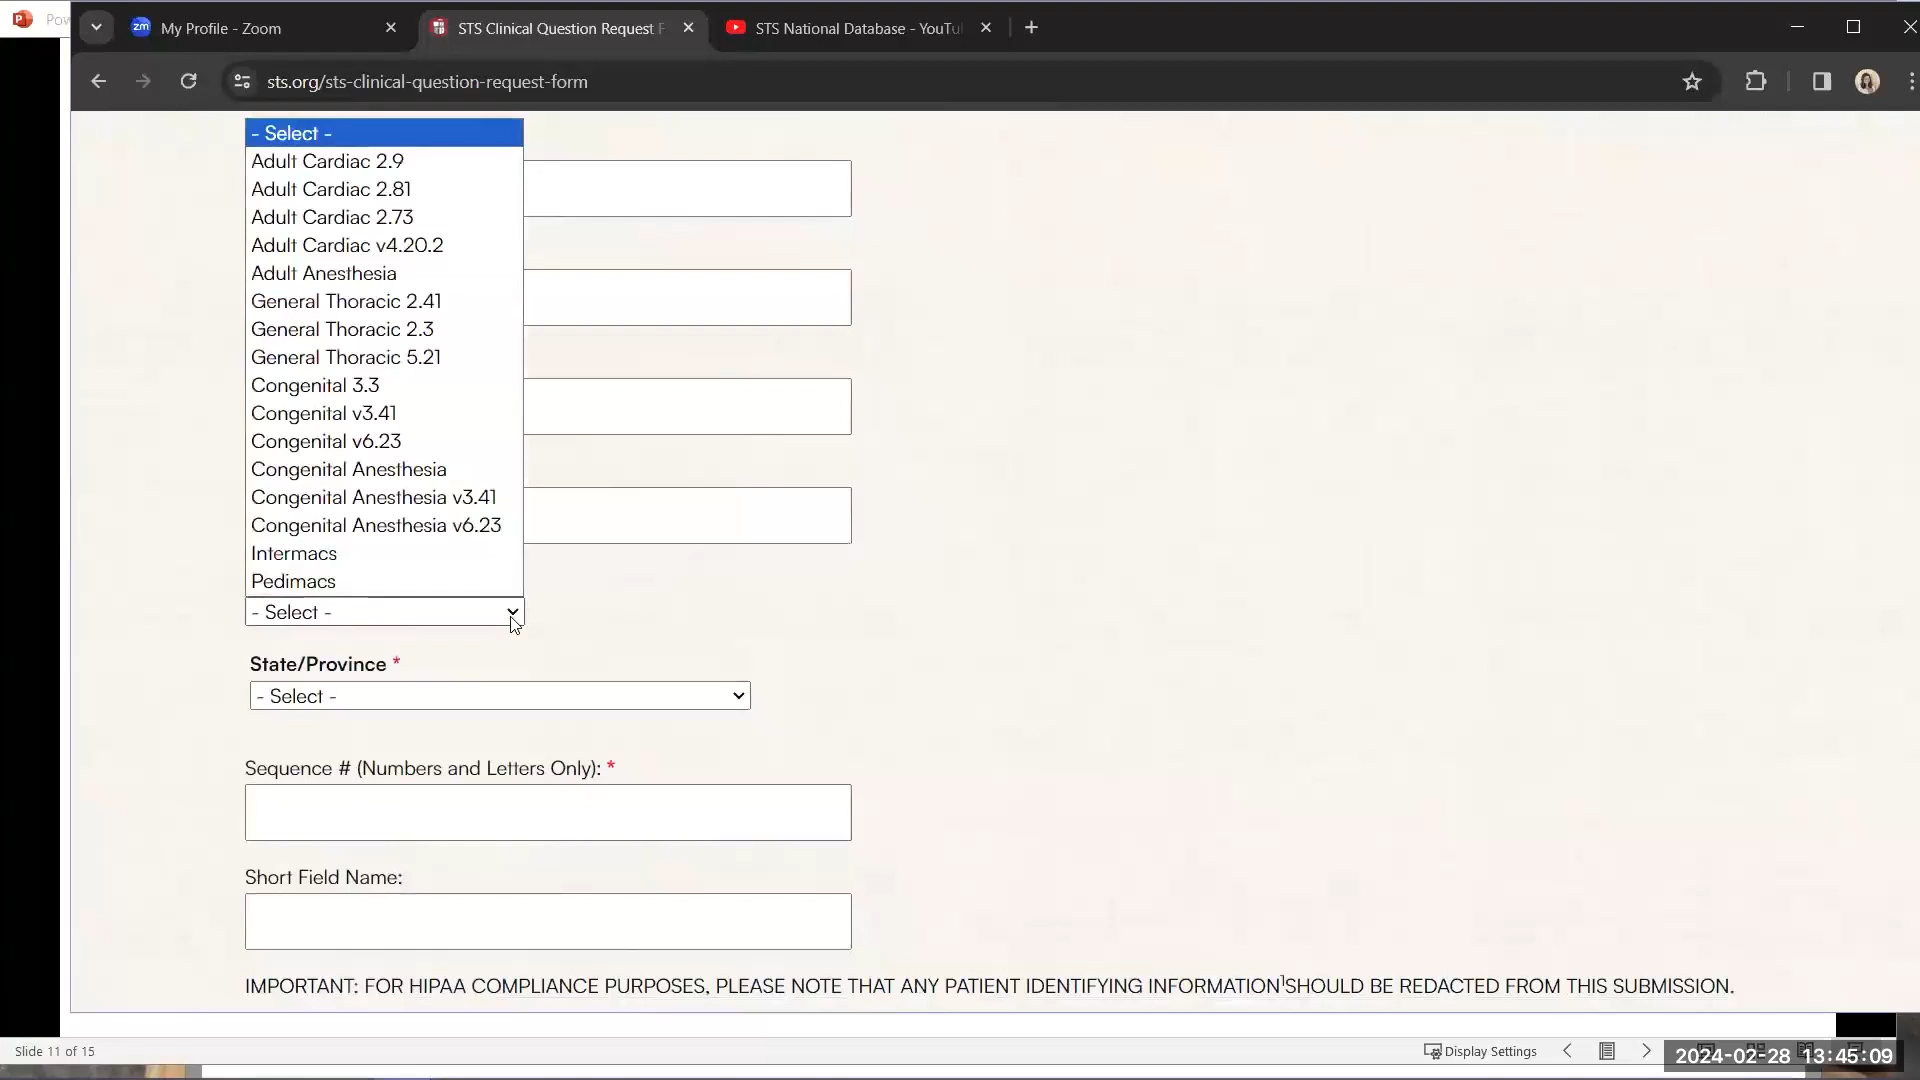 Pow
My Profile - Zoom
STS Clinical Question Request F
STS National Database - YouTu
sts.org/sts-clinical-question-request-form
- Select -
Adult Cardiac 2.9
Adult Cardiac 2.81
Adult Cardiac 2.73
Adult Cardiac v4.20.2
Adult Anesthesia
General Thoracic 2.41
General Thoracic 2.3
General Thoracic 5.21
Congenital 3.3
Congenital v3.41
Congenital v6.23
Congenital Anesthesia
Congenital Anesthesia v3.41
Congenital Anesthesia v6.23
Intermacs
Pedimacs
- Select -
State/Province *
- Select -
Sequence # (Numbers and Letters Only): *
Short Field Name:
IMPORTANT: FOR HIPAA COMPLIANCE PURPOSES, PLEASE NOTE THAT ANY PATIENT IDENTIFYING INFORMATION SHOULD BE REDACTED FROM THIS SUBMISSION.
Slide 11 of 15
Display Settings
2024-02-28 13:45:09